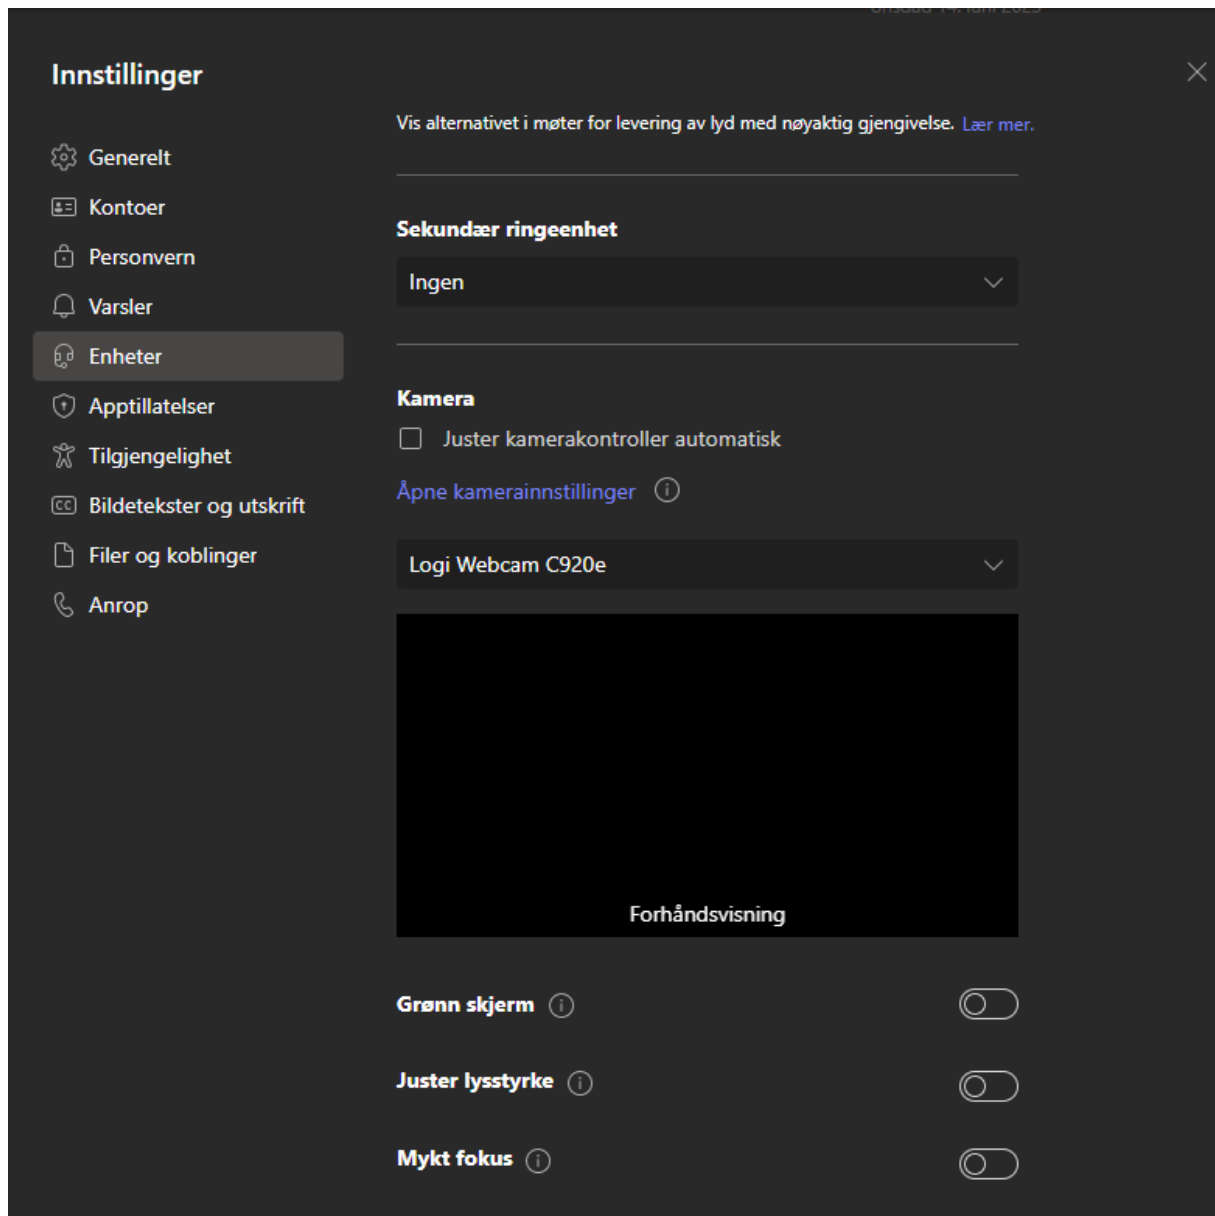 Innstillinger
Vis alternativet i møter for levering av lyd med nøyaktig gjengivelse. Lær mer.
Generelt
Kontoer
Personvern
Varsler
Enheter
Apptillatelser
Tilgjengelighet
CC Bildetekster og utskrift
Filer og koblinger
Anrop
Sekundær ringeenhet
Ingen
Kamera
Juster kamerakontroller automatisk
Åpne kamerainnstillinger
Logi Webcam C920e
Forhåndsvisning
Grønn skjerm
Juster lysstyrke
Mykt fokus